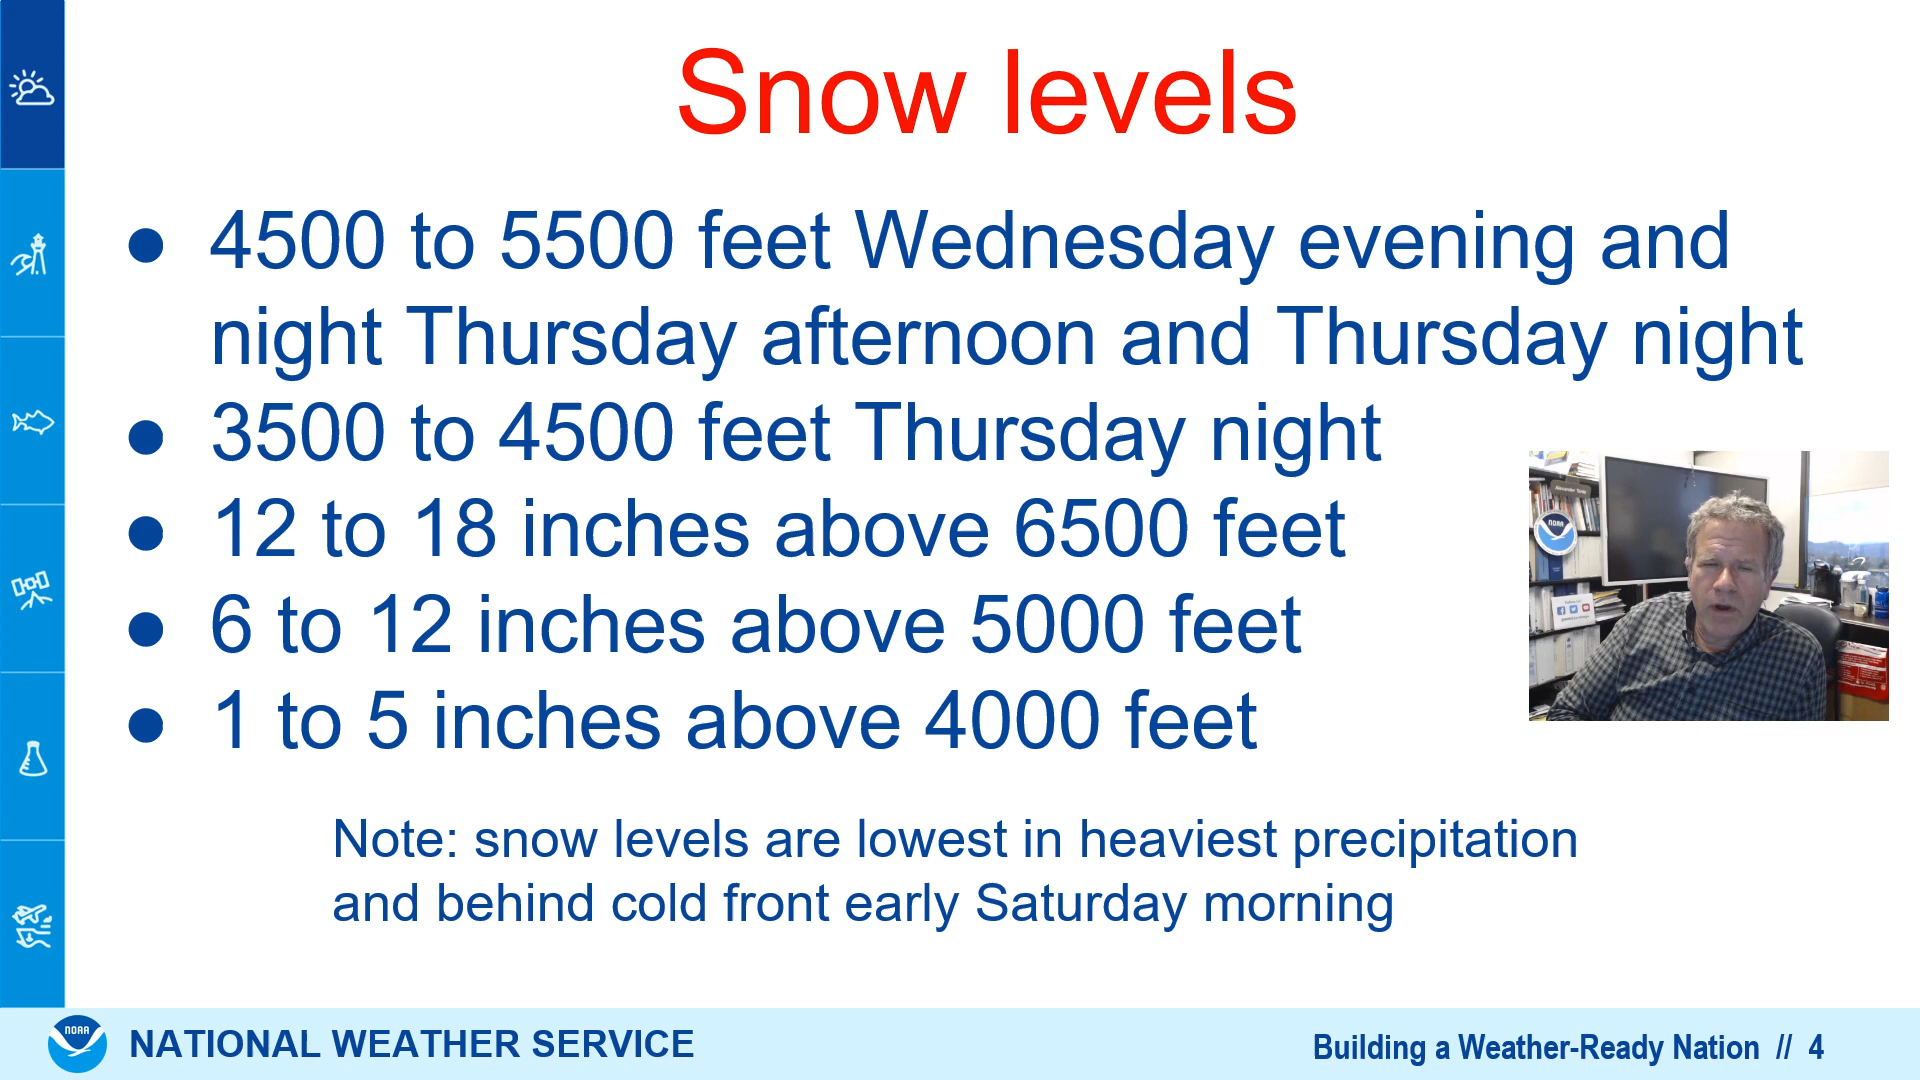 Snow levels
● 4500 to 5500 feet Wednesday evening and
night Thursday afternoon and Thursday night
● 3500 to 4500 feet Thursday night
● 12 to 18 inches above 6500 feet
● 6 to 12 inches above 5000 feet
● 1 to 5 inches above 4000 feet
Note: snow levels are lowest in heaviest precipitation
and behind cold front early Saturday morning
NOAA
NOAA
NATIONAL WEATHER SERVICE
Building a Weather-Ready Nation // 4